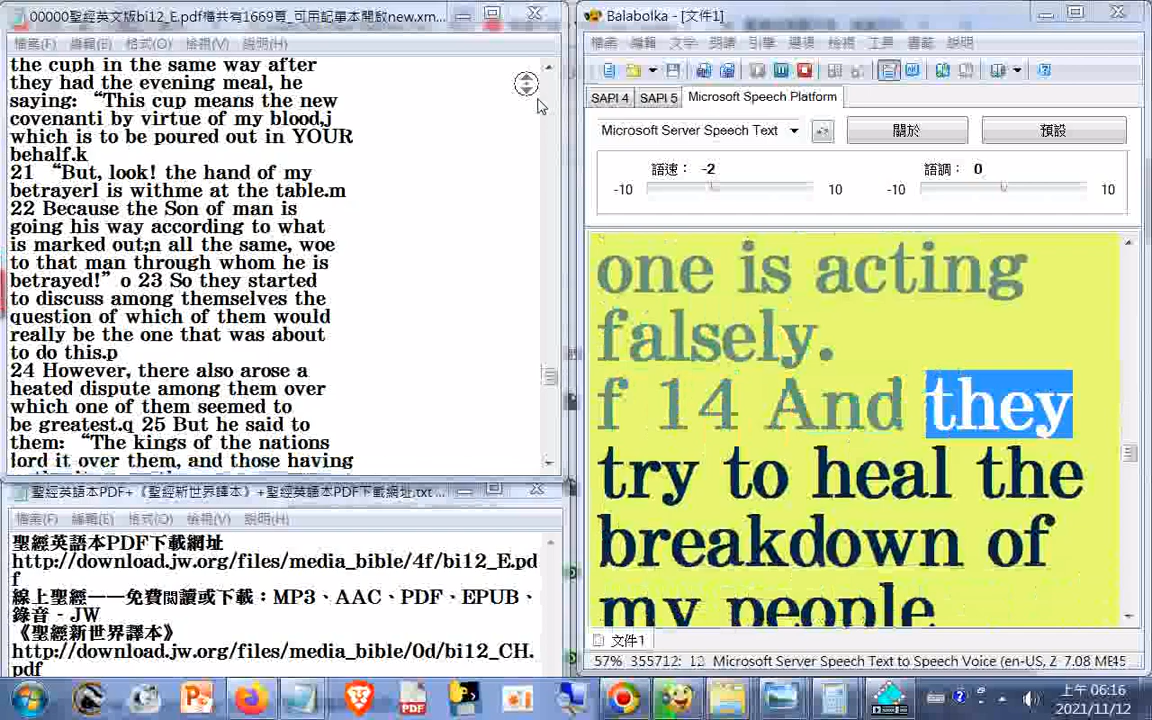 00000聖經英文版bi12_E.pdf檔共有1669頁_可用記事本開啟new.xm...
檔案(F) 編輯(E) 格式(O) 檢視(V) 說明(H)
the cuph in the same way after
they had the evening meal, he
saying: “This cup means the new
covenanti by virtue of my blood,j
which is to be poured out in YOUR
behalf.k
21 “But, look! the hand of my
betrayerl is withme at the table.m
22 Because the Son of man is
going his way according to what
is marked out;n all the same, woe
to that man through whom he is
betrayed!” o 23 So they started
to discuss among themselves the
question of which of them would
really be the one that was about
to do this.p
24 However, there also arose a
heated dispute among them over
which one of them seemed to
be greatest.q 25 But he said to
them: “The kings of the nations
lord it over them, and those having
聖經英語本PDF+《聖經新世界譯本》+聖經英語本PDF下載網址.txt ...
檔案(F) 編輯(E) 格式(O) 檢視(V) 說明(H)
聖經英語本PDF下載網址
http://download.jw.org/files/media_bible/4f/bi12_E.pd
f
線上聖經——免費閱讀或下載：MP3、AAC、PDF、EPUB、
錄音 - JW
《聖經新世界譯本》
http://download.jw.org/files/media_bible/0d/bi12_CH.
pdf
Balabolka - [文件1]
檔案 編輯 文字 朗讀 引擎 選項 檢視 工具 書籤 說明
SAPI 4 SAPI 5 Microsoft Speech Platform
Microsoft Server Speech Text 關於 預設
語速： -2 語調： 0
-10 10 -10 10
one is acting
falsely.
f 14 And they
try to heal the
breakdown of
my people
文件1
57% 355712: 12 Microsoft Server Speech Text to Speech Voice (en-US, Z 7.08 ME45
上午 06:16
2021/11/12